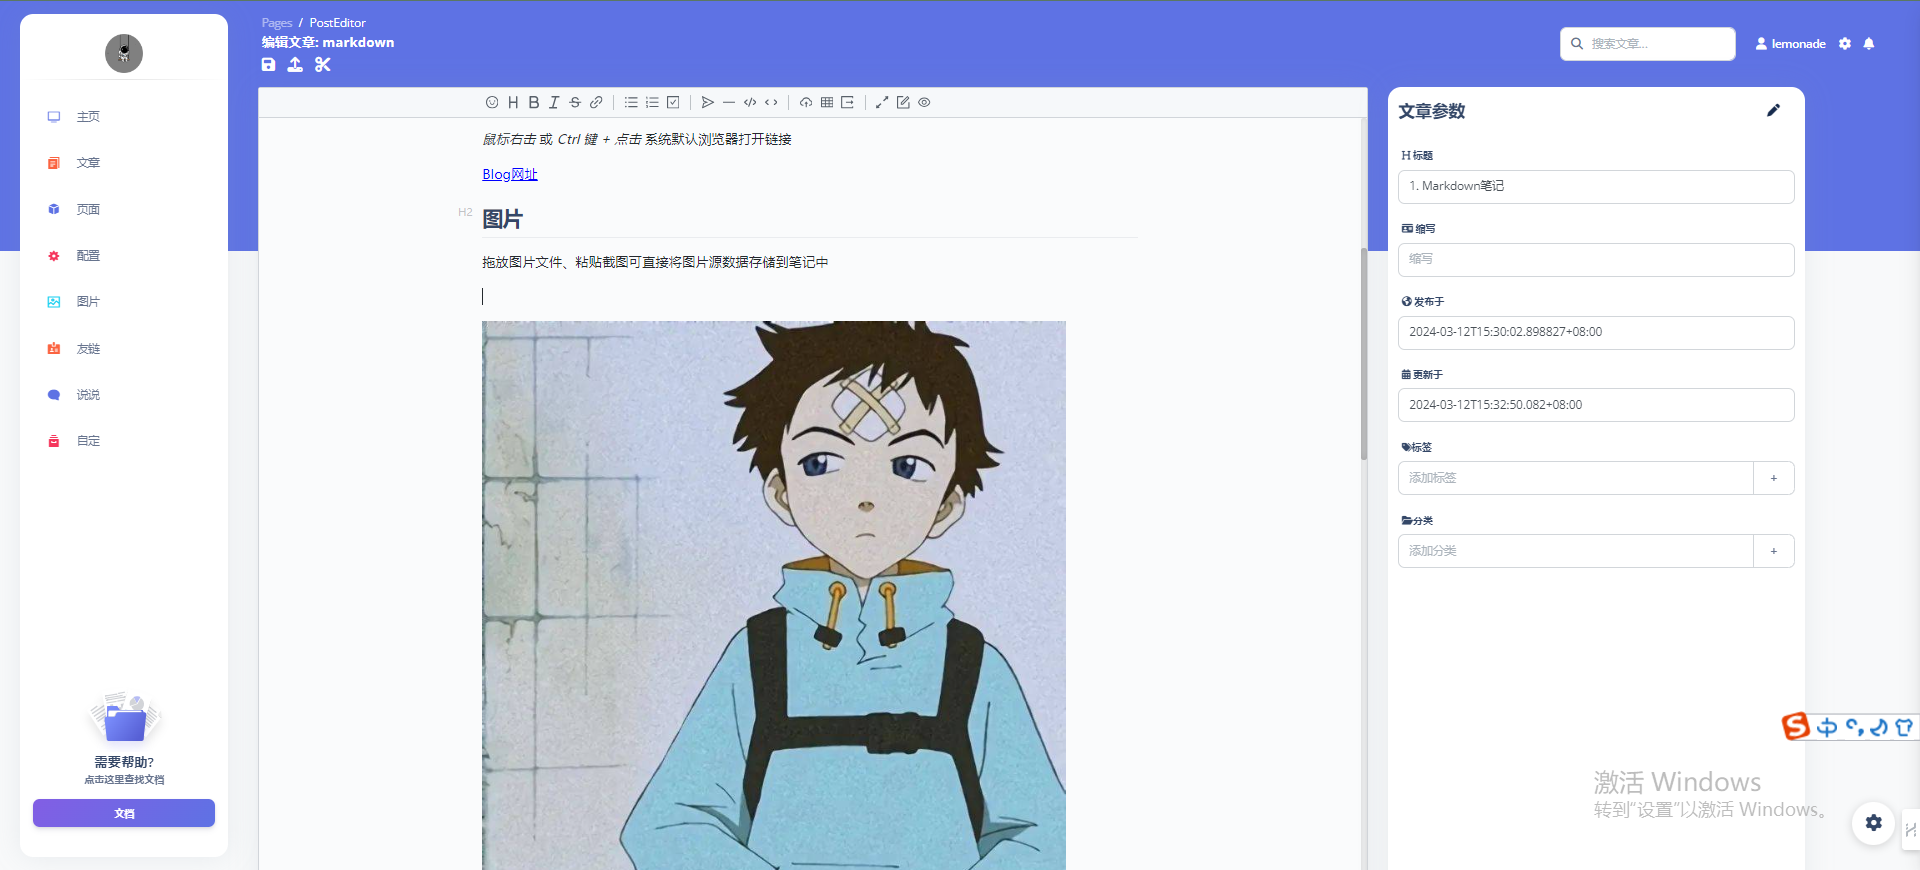 Pages / PostEditor
编辑文章: markdown
搜索文章...
lemonade
主页
文章
页面
配置
图片
友链
说说
自定
需要帮助?
点击这里查找文档
文档
鼠标右击 或 Ctrl 键 + 点击 系统默认浏览器打开链接
Blog网址
H2 图片
拖放图片文件、粘贴截图可直接将图片源数据存储到笔记中
文章参数
H 标题
1. Markdown笔记
缩写
缩写
发布于
2024-03-12T15:30:02.898827+08:00
更新于
2024-03-12T15:32:50.082+08:00
标签
添加标签 +
分类
添加分类 +
S 中
激活 Windows
转到“设置”以激活 Windows。